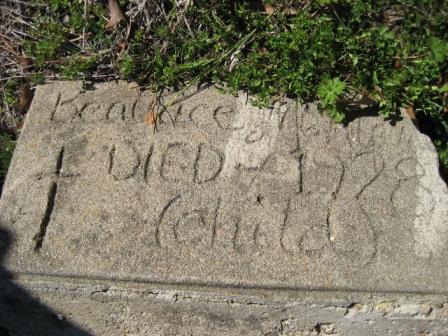 Beatrice
DIED - 1928
(child)